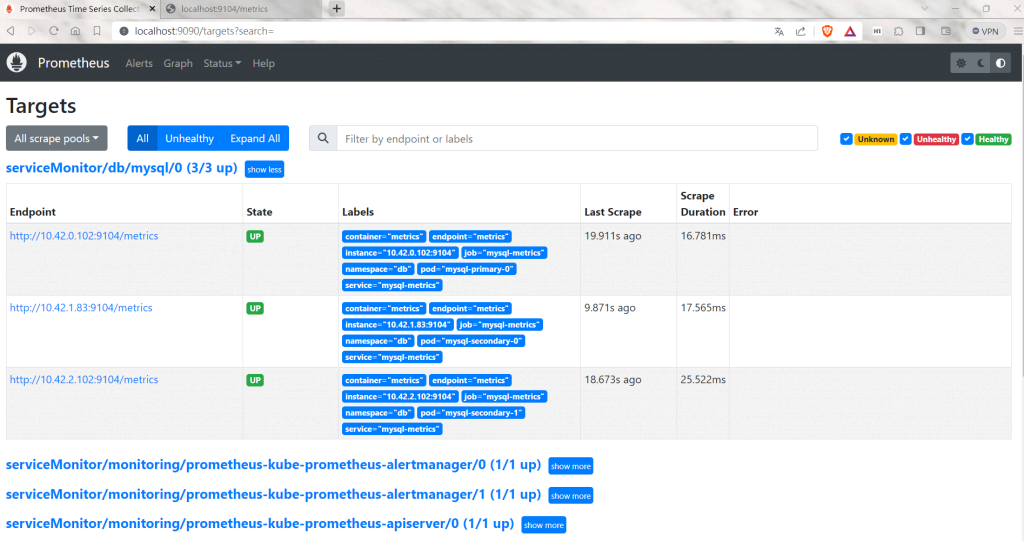 Prometheus Time Series Collect
localhost:9104/metrics
localhost:9090/targets?search=
VPN
Prometheus Alerts Graph Status Help
Targets
All scrape pools All Unhealthy Expand All Filter by endpoint or labels Unknown Unhealthy Healthy
serviceMonitor/db/mysql/0 (3/3 up) show less
Endpoint State Labels Last Scrape Scrape Duration Error
http://10.42.0.102:9104/metrics UP container="metrics" endpoint="metrics" 19.911s ago 16.781ms
instance="10.42.0.102:9104" job="mysql-metrics"
namespace="db" pod="mysql-primary-0"
service="mysql-metrics"
http://10.42.1.83:9104/metrics UP container="metrics" endpoint="metrics" 9.871s ago 17.565ms
instance="10.42.1.83:9104" job="mysql-metrics"
namespace="db" pod="mysql-secondary-0"
service="mysql-metrics"
http://10.42.2.102:9104/metrics UP container="metrics" endpoint="metrics" 18.673s ago 25.522ms
instance="10.42.2.102:9104" job="mysql-metrics"
namespace="db" pod="mysql-secondary-1"
service="mysql-metrics"
serviceMonitor/monitoring/prometheus-kube-prometheus-alertmanager/0 (1/1 up) show more
serviceMonitor/monitoring/prometheus-kube-prometheus-alertmanager/1 (1/1 up) show more
serviceMonitor/monitoring/prometheus-kube-prometheus-apiserver/0 (1/1 up) show more